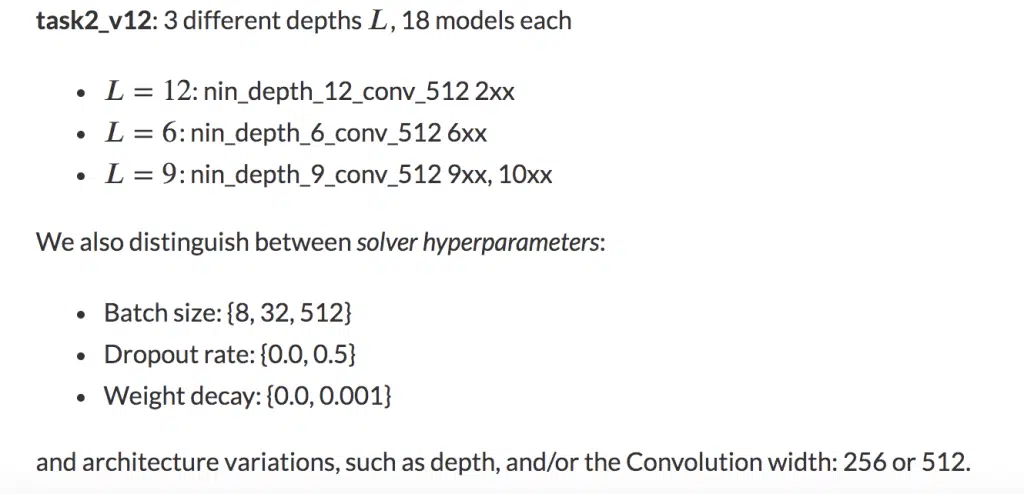 task2_v12: 3 different depths L, 18 models each
• L = 12: nin_depth_12_conv_512 2xx
• L = 6: nin_depth_6_conv_512 6xx
• L = 9: nin_depth_9_conv_512 9xx, 10xx
We also distinguish between solver hyperparameters:
• Batch size: {8, 32, 512}
• Dropout rate: {0.0, 0.5}
• Weight decay: {0.0, 0.001}
and architecture variations, such as depth, and/or the Convolution width: 256 or 512.